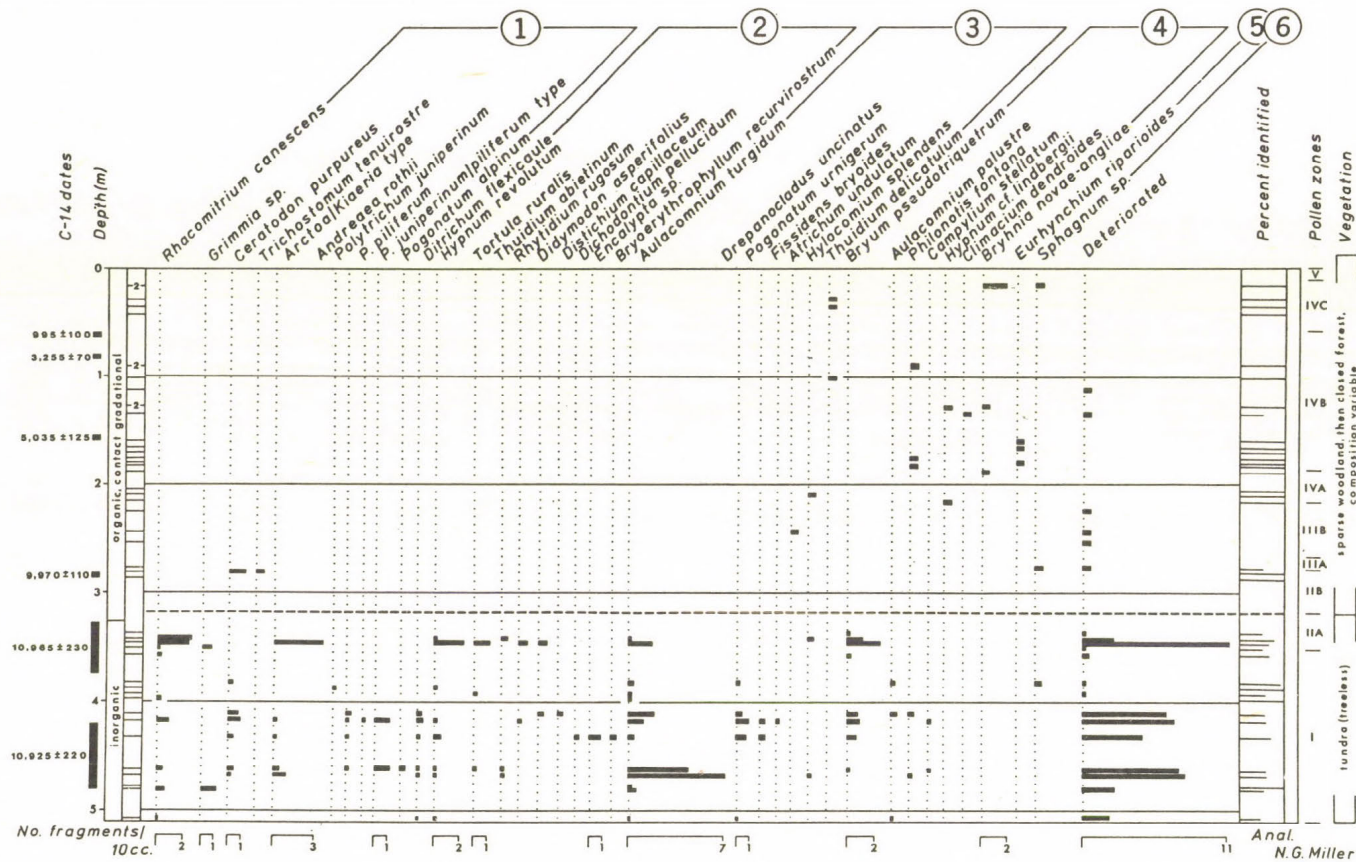 1 2 3 4 5 6
C-14 dates
Depth(m)
Rhacomitrium canescens
Grimmia sp.
Ceratodon purpureus
Trichostomum tenuirostre
Arctoa/Kiaeria type
Andreaea rothii
Polytrichum juniperinum
P. piliferum
P. juniperinum/piliferum type
Pogonatum alpinum
Ditrichum flexicaule
Hypnum revolutum
Tortula ruralis
Thuidium abietinum
Rhytidium rugosum
Didymodon asperifolius
Distichium capillaceum
Dichodontium pellucidum
Encalypta sp.
Bryoerythrophyllum recurvirostrum
Aulacomnium turgidum
Drepanocladus uncinatus
Pogonatum urnigerum
Fissidens bryoides
Atrichum undulatum
Hylocomium splendens
Thuidium delicatulum
Bryum pseudotriquetrum
Aulacomnium palustre
Philonotis fontana
Campylium stellatum
Hypnum cf. lindbergii
Climacium dendroides
Bryhnia novae-angliae
Eurhynchium riparioides
Sphagnum sp.
Deteriorated
Percent identified
Pollen zones
Vegetation
0
1
2
3
4
5
995±100
3,255±70
5,035±125
9,970±110
10,965±230
10,925±220
organic, contact gradational
inorganic
2
2
2
V
IVC
IVB
IVA
IIIB
IIIA
IIB
IIA
I
sparse woodland, then closed forest,
composition variable
tundra (treeless)
No. fragments/
10cc.
2 1 1 3 1 2 1 1 7 1 2 2 11
Anal.
N.G. Miller